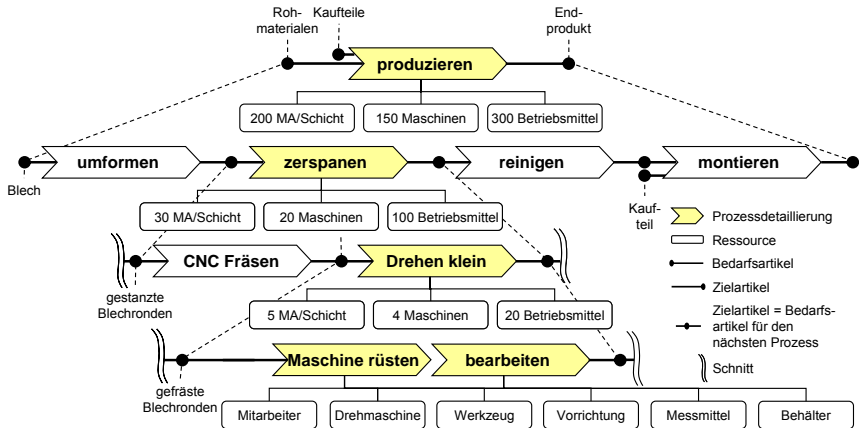 Roh-
materialen
Kaufteile
End-
produkt
produzieren
200 MA/Schicht
150 Maschinen
300 Betriebsmittel
umformen
zerspanen
reinigen
montieren
Blech
Kauf-
teil
30 MA/Schicht
20 Maschinen
100 Betriebsmittel
CNC Fräsen
Drehen klein
gestanzte
Blechronden
5 MA/Schicht
4 Maschinen
20 Betriebsmittel
Maschine rüsten
bearbeiten
gefräste
Blechronden
Mitarbeiter
Drehmaschine
Werkzeug
Vorrichtung
Messmittel
Behälter
Prozessdetaillierung
Ressource
Bedarfsartikel
Zielartikel
Zielartikel = Bedarfs-
artikel für den
nächsten Prozess
Schnitt